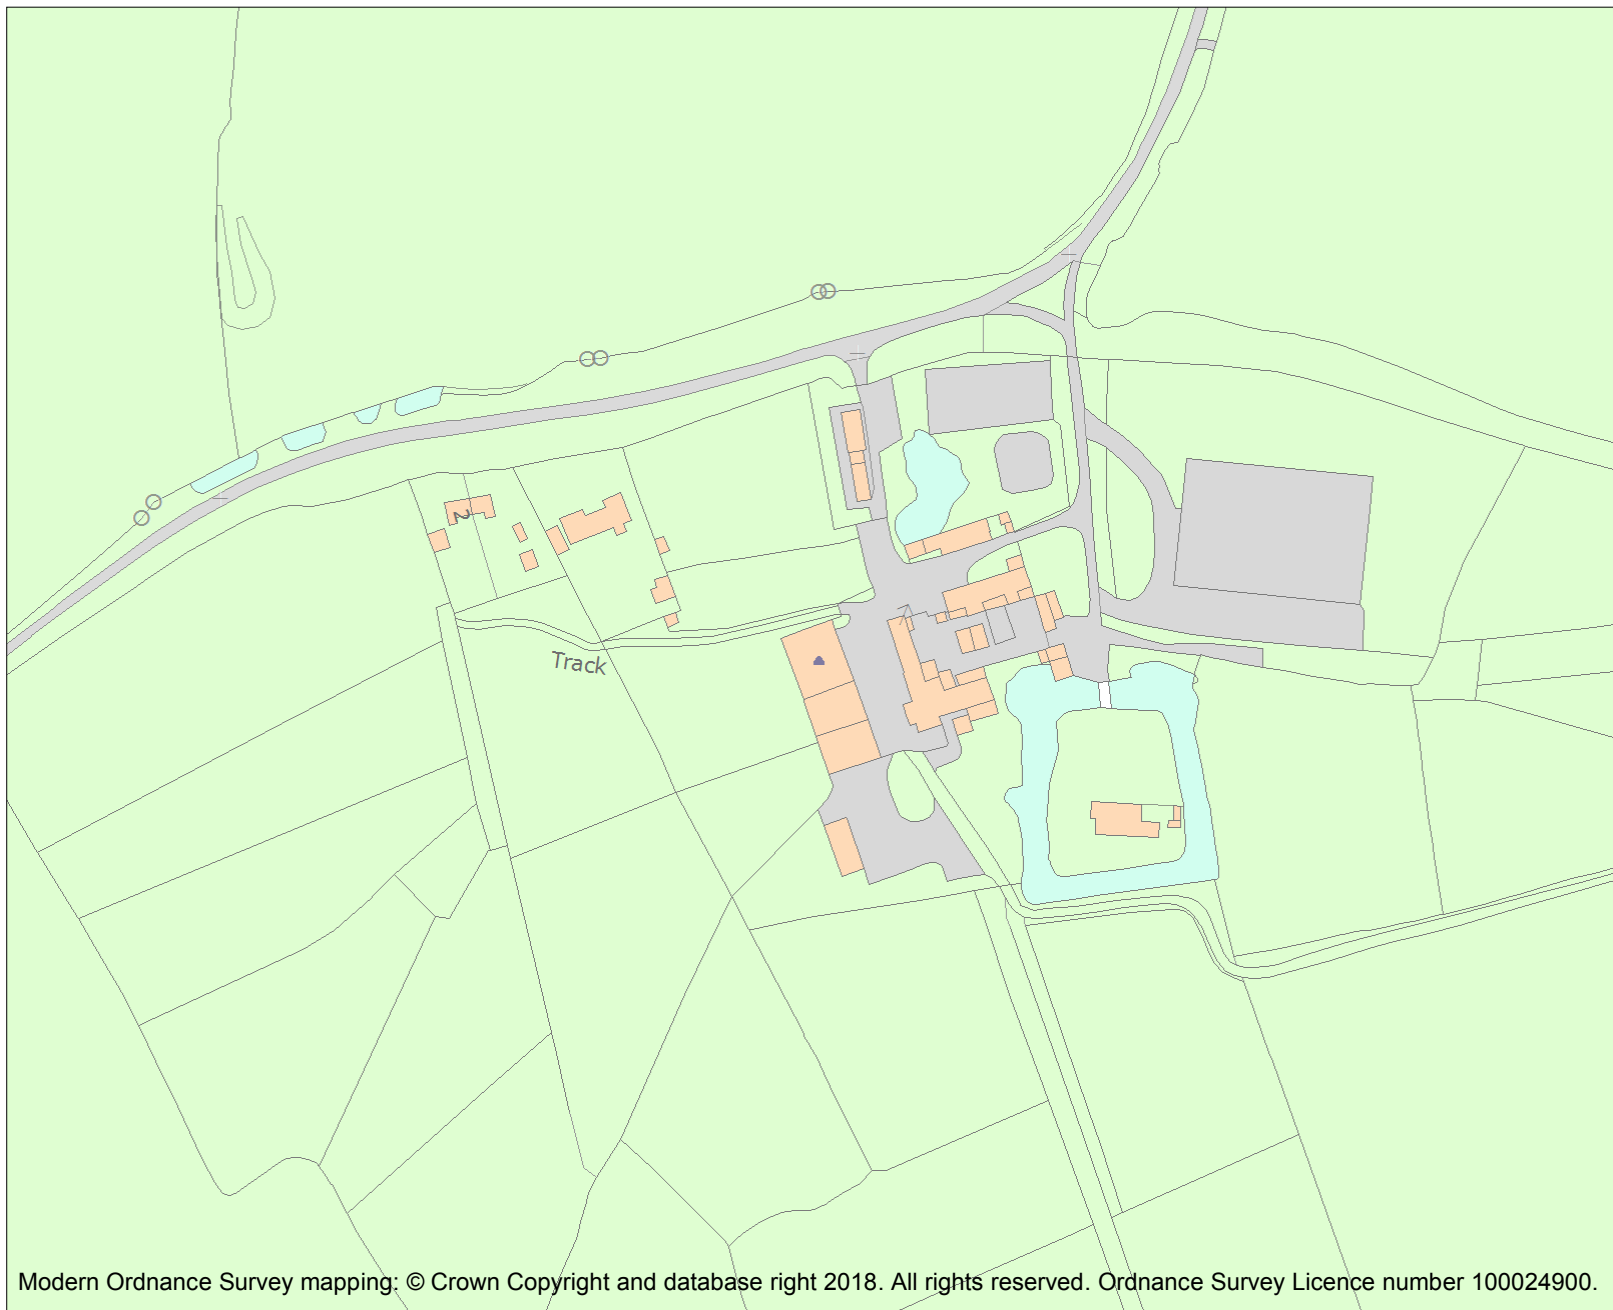 2
Track
Modern Ordnance Survey mapping: © Crown Copyright and database right 2018. All rights reserved. Ordnance Survey Licence number 100024900.